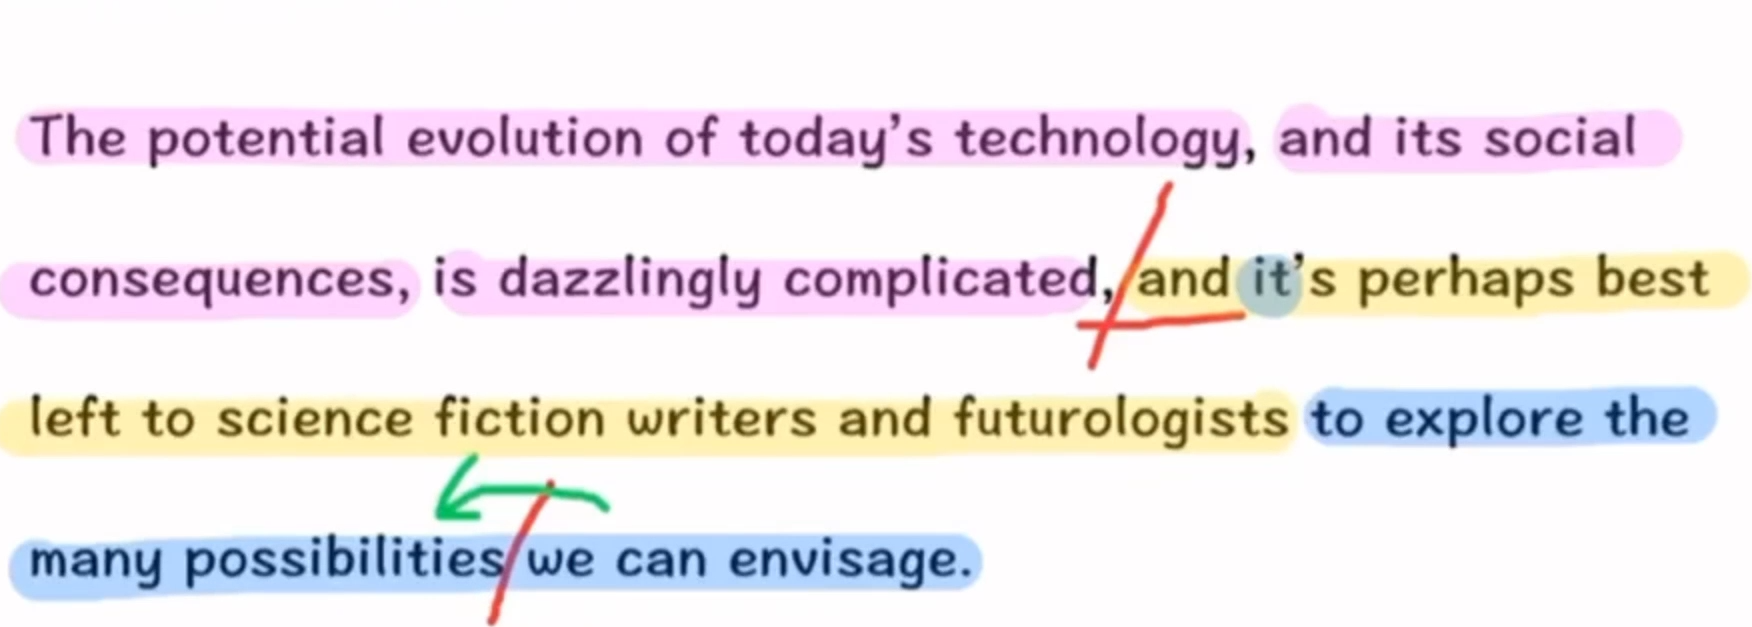 The potential evolution of today's technology, and its social
consequences, is dazzlingly complicated, and it's perhaps best
left to science fiction writers and futurologists to explore the
many possibilities we can envisage.